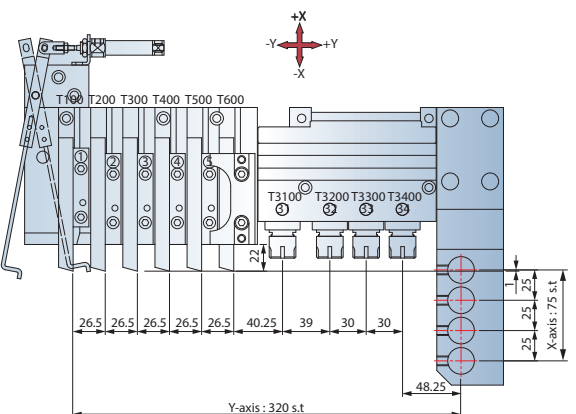 +X
-Y
+Y
-X
T100 T200 T300 T400 T500 T600
1
2
3
4
5
T3100 T3200 T3300 T3400
31 32 33 34
22
1
25
25
25
X-axis : 75 s.t
26.5 26.5 26.5 26.5 26.5 40.25 39 30 30
48.25
Y-axis : 320 s.t